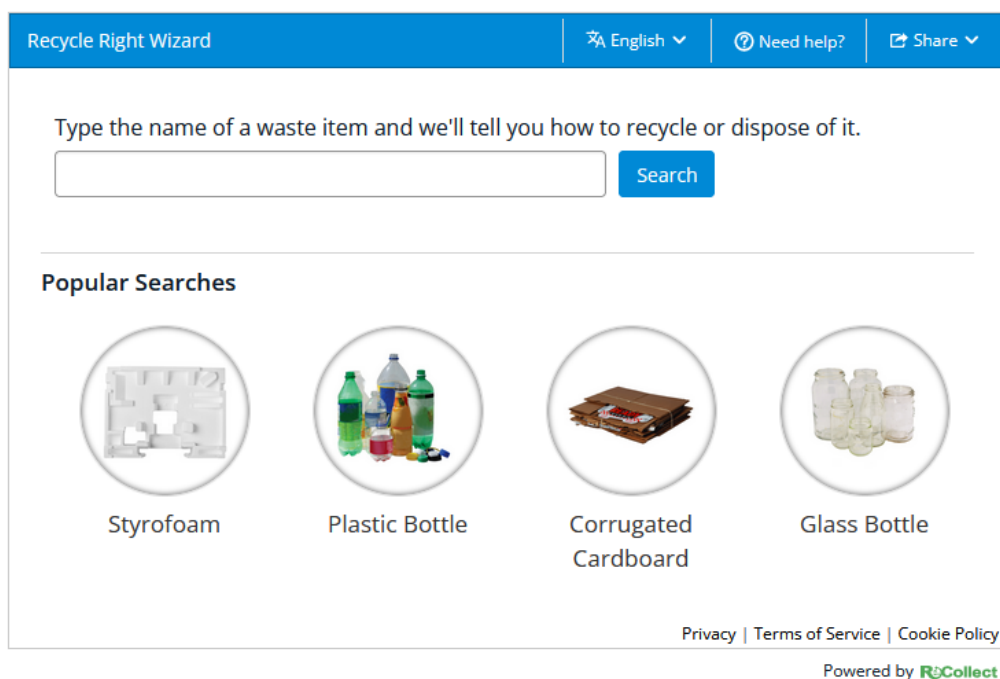 Recycle Right Wizard
English
Need help?
Share
Type the name of a waste item and we'll tell you how to recycle or dispose of it.
Search
Popular Searches
Styrofoam
Plastic Bottle
Corrugated
Cardboard
Glass Bottle
Privacy | Terms of Service | Cookie Policy
Powered by ReCollect